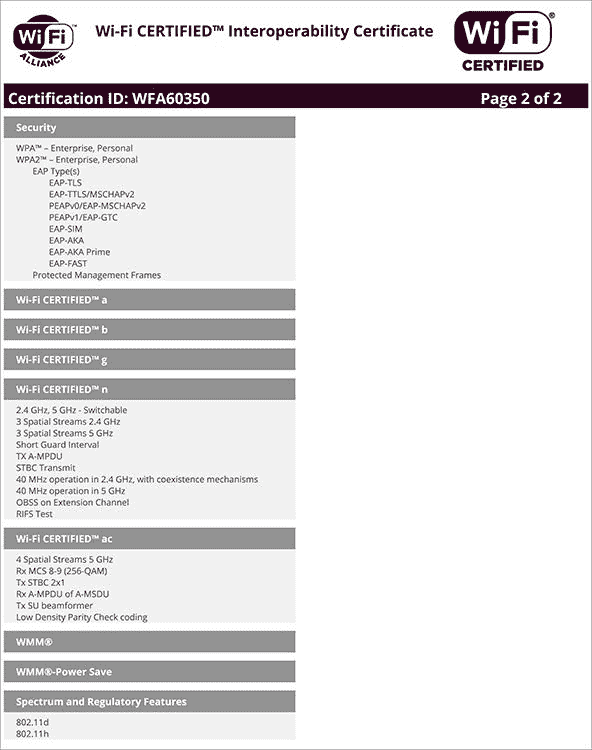 Wi Fi
ALLIANCE
Wi-Fi CERTIFIED™ Interoperability Certificate
Wi Fi®
CERTIFIED
Certification ID: WFA60350
Page 2 of 2
Security
WPA™ – Enterprise, Personal
WPA2™ – Enterprise, Personal
EAP Type(s)
EAP-TLS
EAP-TTLS/MSCHAPv2
PEAPv0/EAP-MSCHAPv2
PEAPv1/EAP-GTC
EAP-SIM
EAP-AKA
EAP-AKA Prime
EAP-FAST
Protected Management Frames
Wi-Fi CERTIFIED™ a
Wi-Fi CERTIFIED™ b
Wi-Fi CERTIFIED™ g
Wi-Fi CERTIFIED™ n
2.4 GHz, 5 GHz - Switchable
3 Spatial Streams 2.4 GHz
3 Spatial Streams 5 GHz
Short Guard Interval
TX A-MPDU
STBC Transmit
40 MHz operation in 2.4 GHz, with coexistence mechanisms
40 MHz operation in 5 GHz
OBSS on Extension Channel
RIFS Test
Wi-Fi CERTIFIED™ ac
4 Spatial Streams 5 GHz
Rx MCS 8-9 (256-QAM)
Tx STBC 2x1
Rx A-MPDU of A-MSDU
Tx SU beamformer
Low Density Parity Check coding
WMM®
WMM®-Power Save
Spectrum and Regulatory Features
802.11d
802.11h